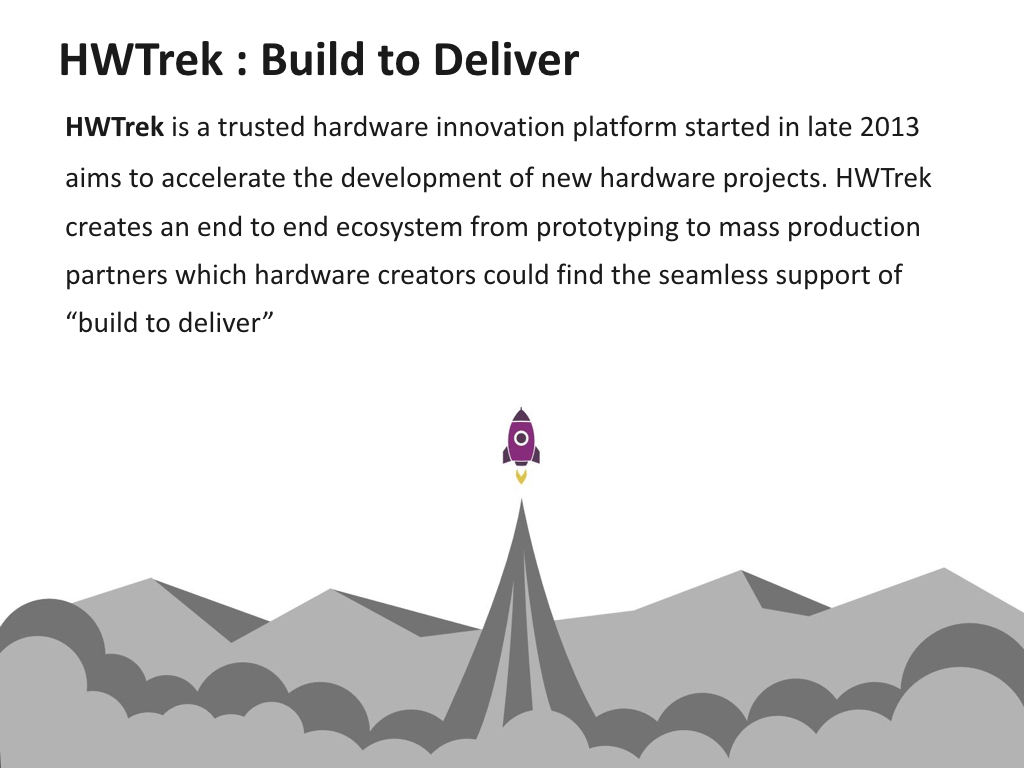 HWTrek : Build to Deliver
HWTrek is a trusted hardware innovation platform started in late 2013
aims to accelerate the development of new hardware projects. HWTrek
creates an end to end ecosystem from prototyping to mass production
partners which hardware creators could find the seamless support of
“build to deliver”